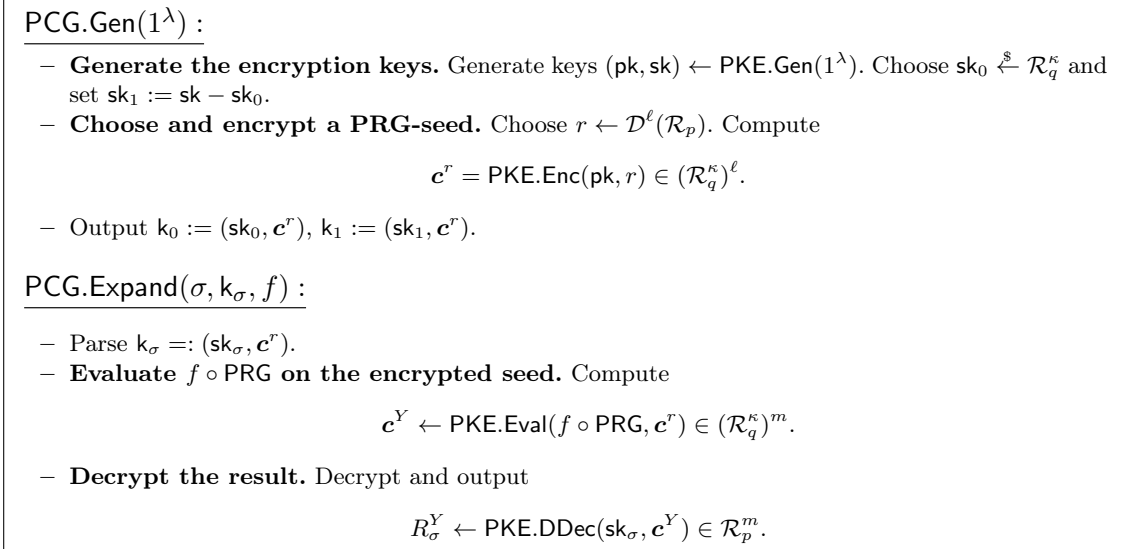 PCG.Gen(1^λ) :
– Generate the encryption keys. Generate keys (pk, sk) ← PKE.Gen(1^λ). Choose sk_0 ←^$ R_q^κ and
set sk_1 := sk − sk_0.
– Choose and encrypt a PRG-seed. Choose r ← D^ℓ(R_p). Compute
c^r = PKE.Enc(pk, r) ∈ (R_q^κ)^ℓ.
– Output k_0 := (sk_0, c^r), k_1 := (sk_1, c^r).
PCG.Expand(σ, k_σ, f) :
– Parse k_σ =: (sk_σ, c^r).
– Evaluate f ∘ PRG on the encrypted seed. Compute
c^Y ← PKE.Eval(f ∘ PRG, c^r) ∈ (R_q^κ)^m.
– Decrypt the result. Decrypt and output
R_σ^Y ← PKE.DDec(sk_σ, c^Y) ∈ R_p^m.